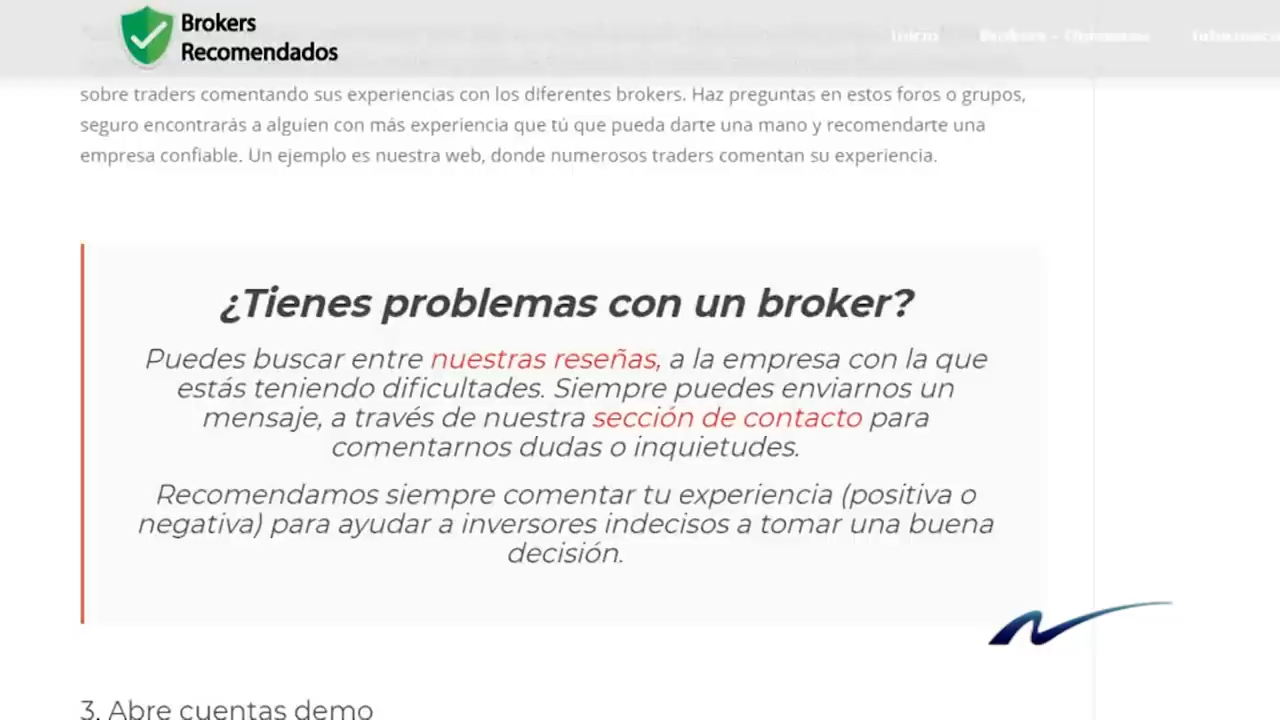 Brokers
Recomendados
Inicio
sobre traders comentando sus experiencias con los diferentes brokers. Haz preguntas en estos foros o grupos,
seguro encontrarás a alguien con más experiencia que tú que pueda darte una mano y recomendarte una
empresa confiable. Un ejemplo es nuestra web, donde numerosos traders comentan su experiencia.
¿Tienes problemas con un broker?
Puedes buscar entre nuestras reseñas, a la empresa con la que
estás teniendo dificultades. Siempre puedes enviarnos un
mensaje, a través de nuestra sección de contacto para
comentarnos dudas o inquietudes.
Recomendamos siempre comentar tu experiencia (positiva o
negativa) para ayudar a inversores indecisos a tomar una buena
decisión.
3. Abre cuentas demo